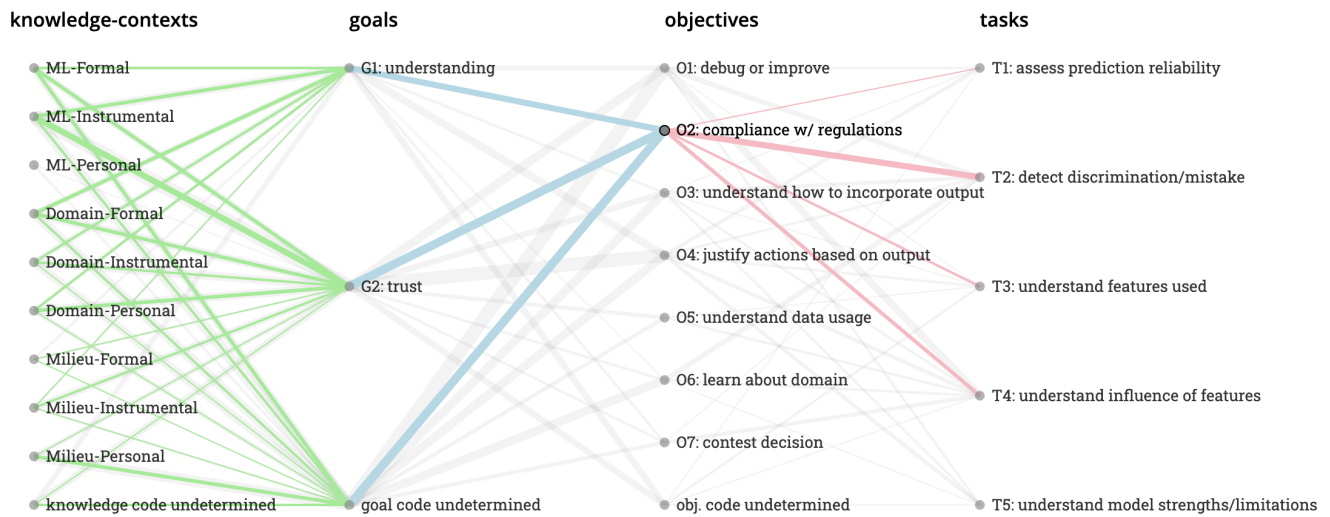 knowledge-contexts
goals
objectives
tasks
ML-Formal
ML-Instrumental
ML-Personal
Domain-Formal
Domain-Instrumental
Domain-Personal
Milieu-Formal
Milieu-Instrumental
Milieu-Personal
knowledge code undetermined
G1: understanding
G2: trust
goal code undetermined
O1: debug or improve
O2: compliance w/ regulations
O3: understand how to incorporate output
O4: justify actions based on output
O5: understand data usage
O6: learn about domain
O7: contest decision
obj. code undetermined
T1: assess prediction reliability
T2: detect discrimination/mistake
T3: understand features used
T4: understand influence of features
T5: understand model strengths/limitations